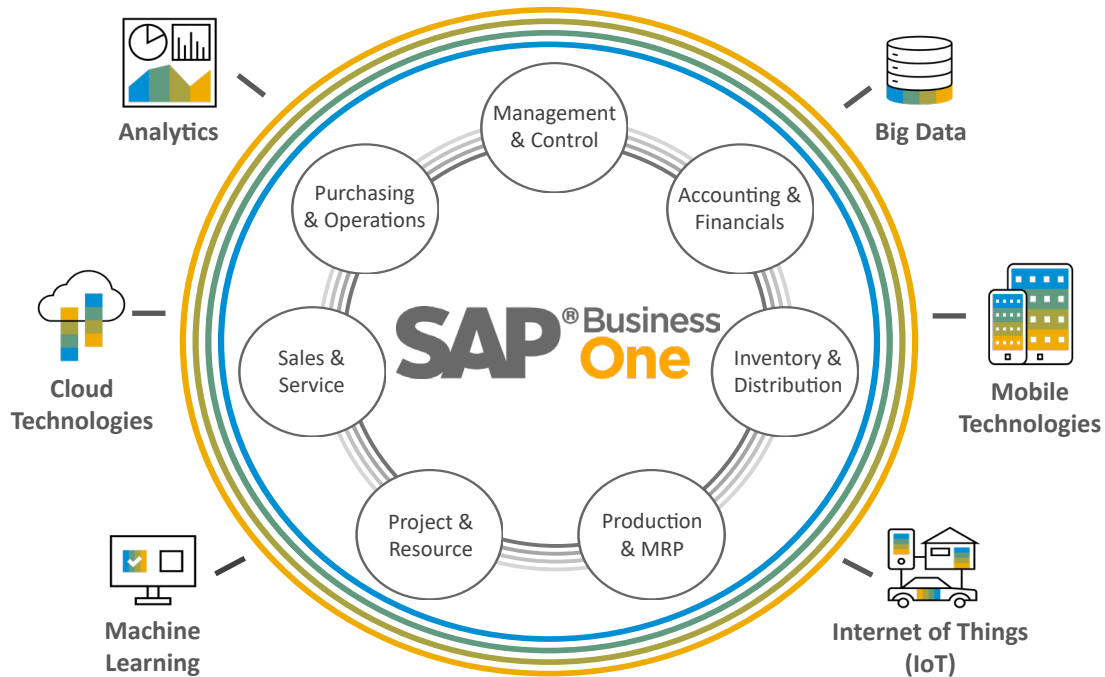 Analytics
Big Data
Management
& Control
Purchasing
& Operations
Accounting &
Financials
SAP® Business
One
Sales &
Service
Inventory &
Distribution
Cloud
Technologies
Mobile
Technologies
Project &
Resource
Production
& MRP
Machine
Learning
Internet of Things
(IoT)